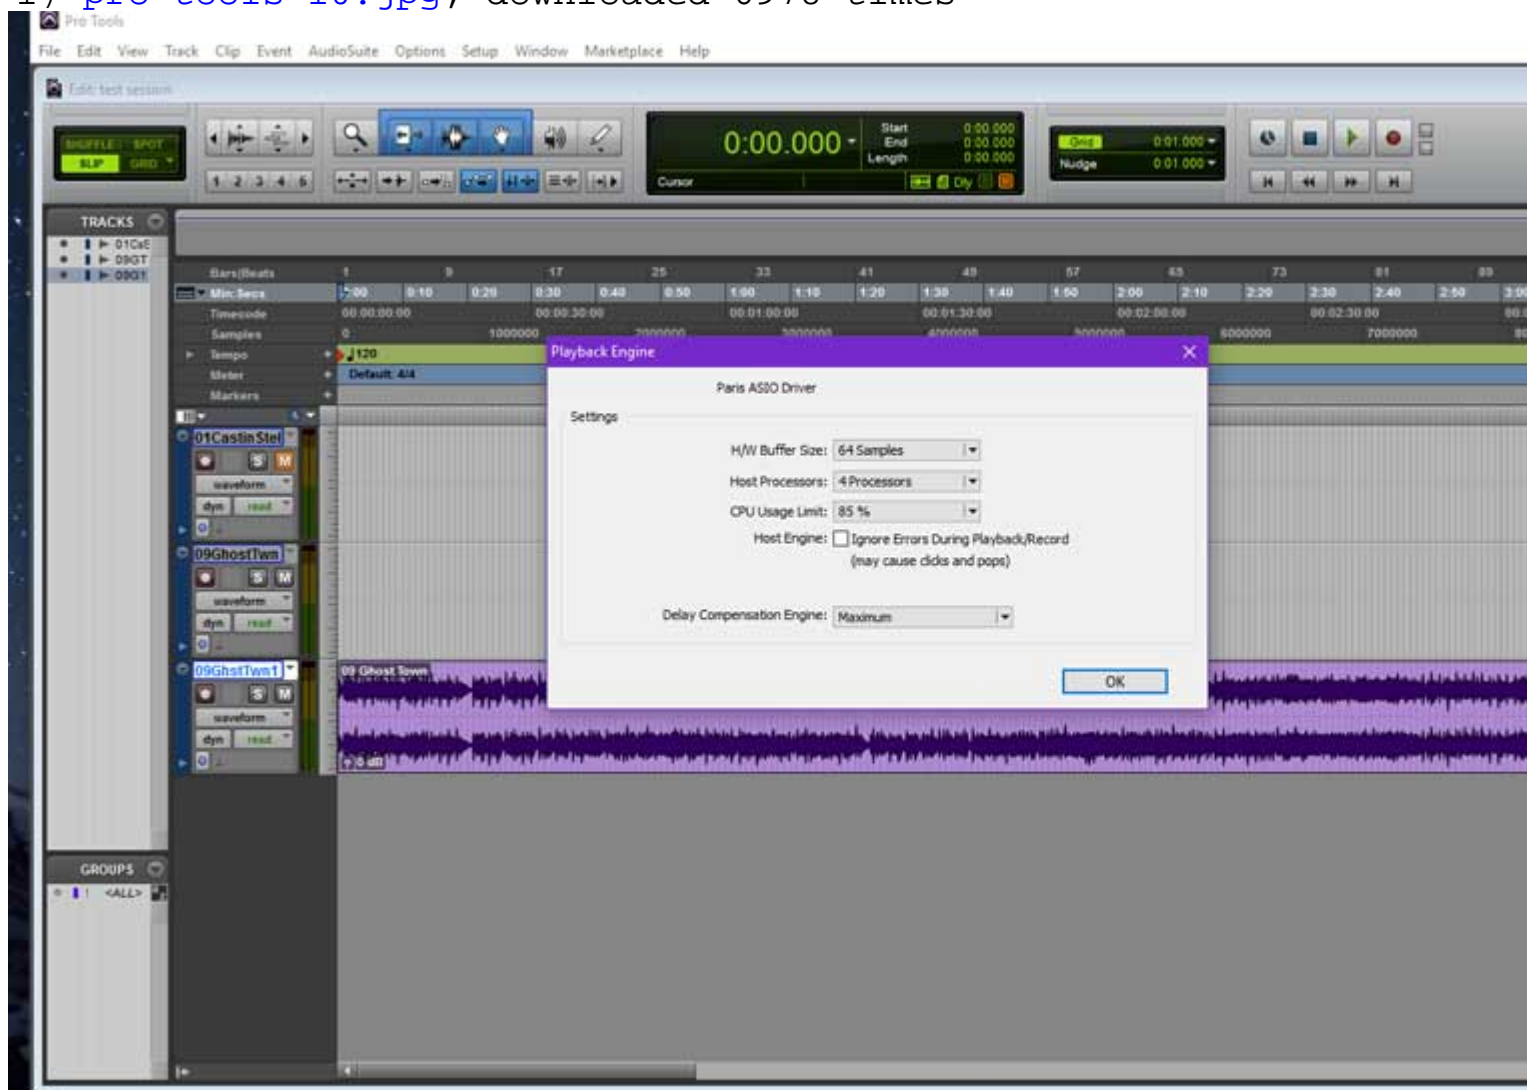 Pro Tools
File Edit View Track Clip Event AudioSuite Options Setup Window Marketplace Help
Edit: test session
SHUFFLE SPOT
SLIP GRID
1 2 3 4 5
0:00.000
Start 0:00.000
End 0:00.000
Length 0:00.000
Cursor
Dly
Grid 0:01.000
Nudge 0:01.000
TRACKS
01CaS
09GT
09GT
Bars|Beats 1 9 17 25 33 41 49 57 65 73 81 89
Min:Secs 0:00 0:10 0:20 0:30 0:40 0:50 1:00 1:10 1:20 1:30 1:40 1:50 2:00 2:10 2:20 2:30 2:40 2:50 3:00
Timecode 00:00:00:00 00:00:30:00 00:01:00:00 00:01:30:00 00:02:00:00 00:02:30:00
Samples 0 1000000 2000000 3000000 4000000 5000000 6000000 7000000
Tempo 120
Meter Default: 4/4
Markers
Playback Engine
Paris ASIO Driver
Settings
H/W Buffer Size: 64 Samples
Host Processors: 4 Processors
CPU Usage Limit: 85 %
Host Engine: Ignore Errors During Playback/Record
(may cause clicks and pops)
Delay Compensation Engine: Maximum
OK
01CastinStel
S M
waveform
dyn read
09GhostTwn
S M
waveform
dyn read
09GhstTwn1
S M
waveform
dyn read
09 Ghost Town
0 dB
GROUPS
! <ALL>